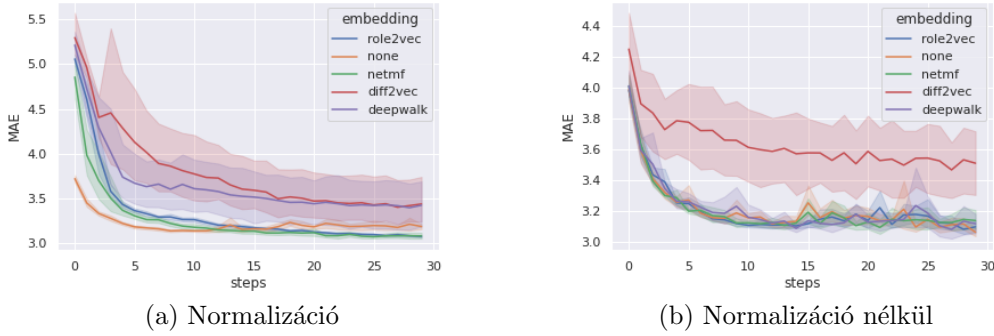 5.5
5.0
4.5
4.0
3.5
3.0
MAE
0 5 10 15 20 25 30
steps
embedding
role2vec
none
netmf
diff2vec
deepwalk
(a) Normalizáció
4.4
4.2
4.0
3.8
3.6
3.4
3.2
3.0
MAE
0 5 10 15 20 25 30
steps
embedding
role2vec
none
netmf
diff2vec
deepwalk
(b) Normalizáció nélkül